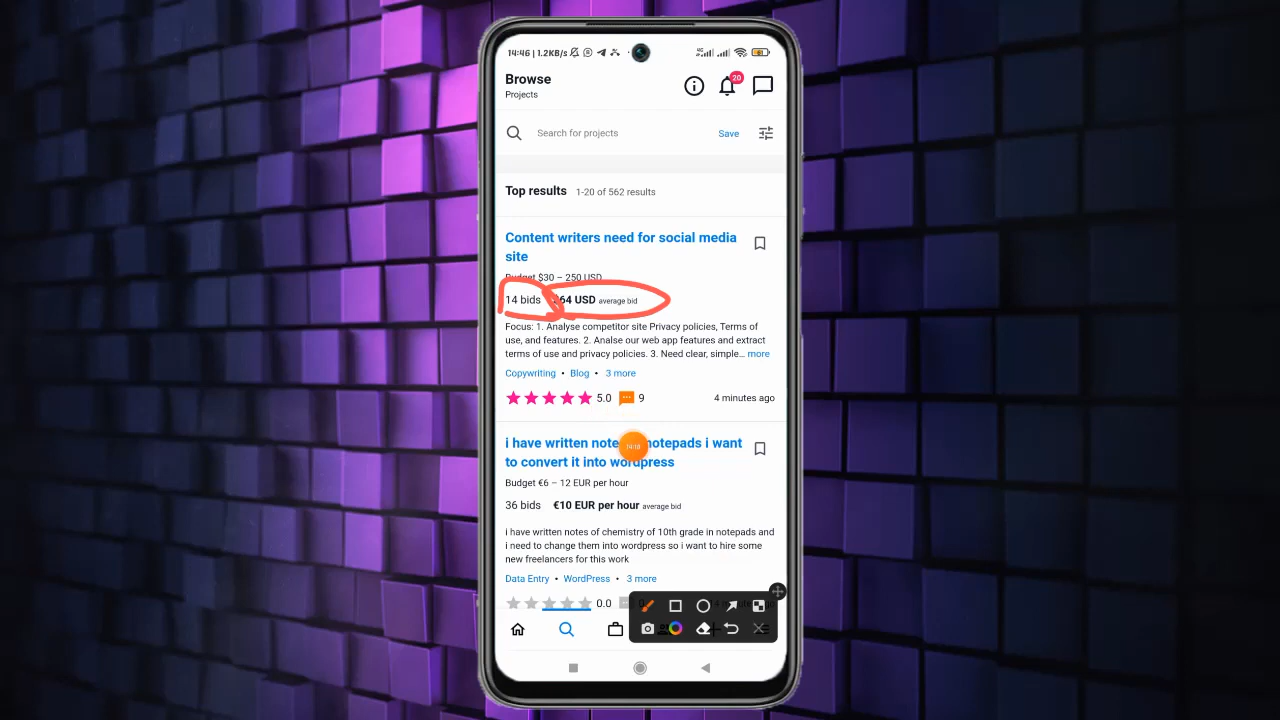 14:46 | 1.2KB/s
Browse
20
Projects
Search for projects Save
Top results 1-20 of 562 results
Content writers need for social media
site
Budget $30 – 250 USD
14 bids 64 USD average bid
Focus: 1. Analyse competitor site Privacy policies, Terms of
use, and features. 2. Analse our web app features and extract
terms of use and privacy policies. 3. Need clear, simple... more
Copywriting • Blog • 3 more
5.0 9 4 minutes ago
i have written notepads i want
to convert it into wordpress
Budget €6 – 12 EUR per hour
36 bids €10 EUR per hour average bid
i have written notes of chemistry of 10th grade in notepads and
i need to change them into wordpress so i want to hire some
new freelancers for this work
Data Entry • WordPress • 3 more
0.0